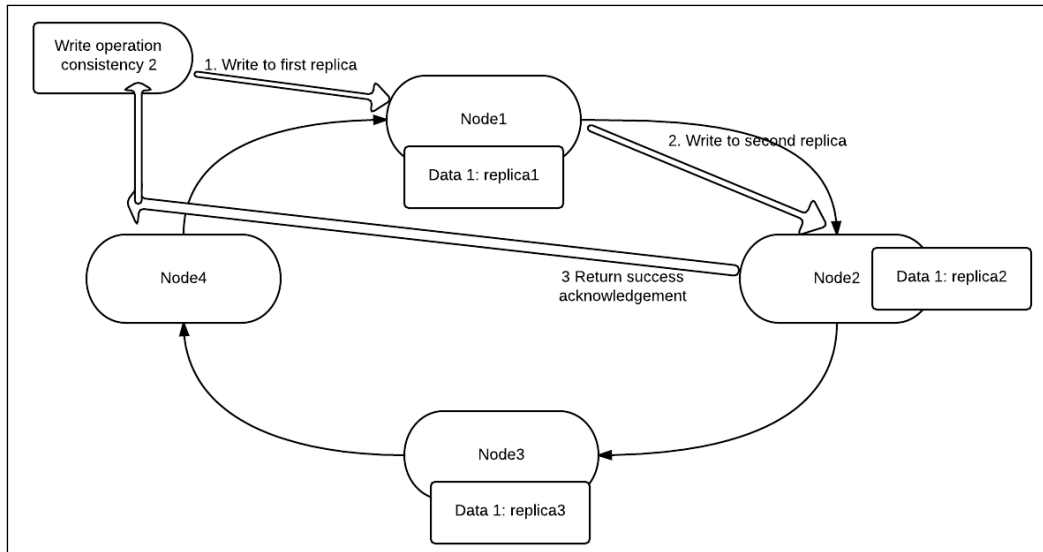 Write operation
consistency 2
1. Write to first replica
Node1
2. Write to second replica
Data 1: replica1
Node4
3 Return success
acknowledgement
Node2
Data 1: replica2
Node3
Data 1: replica3